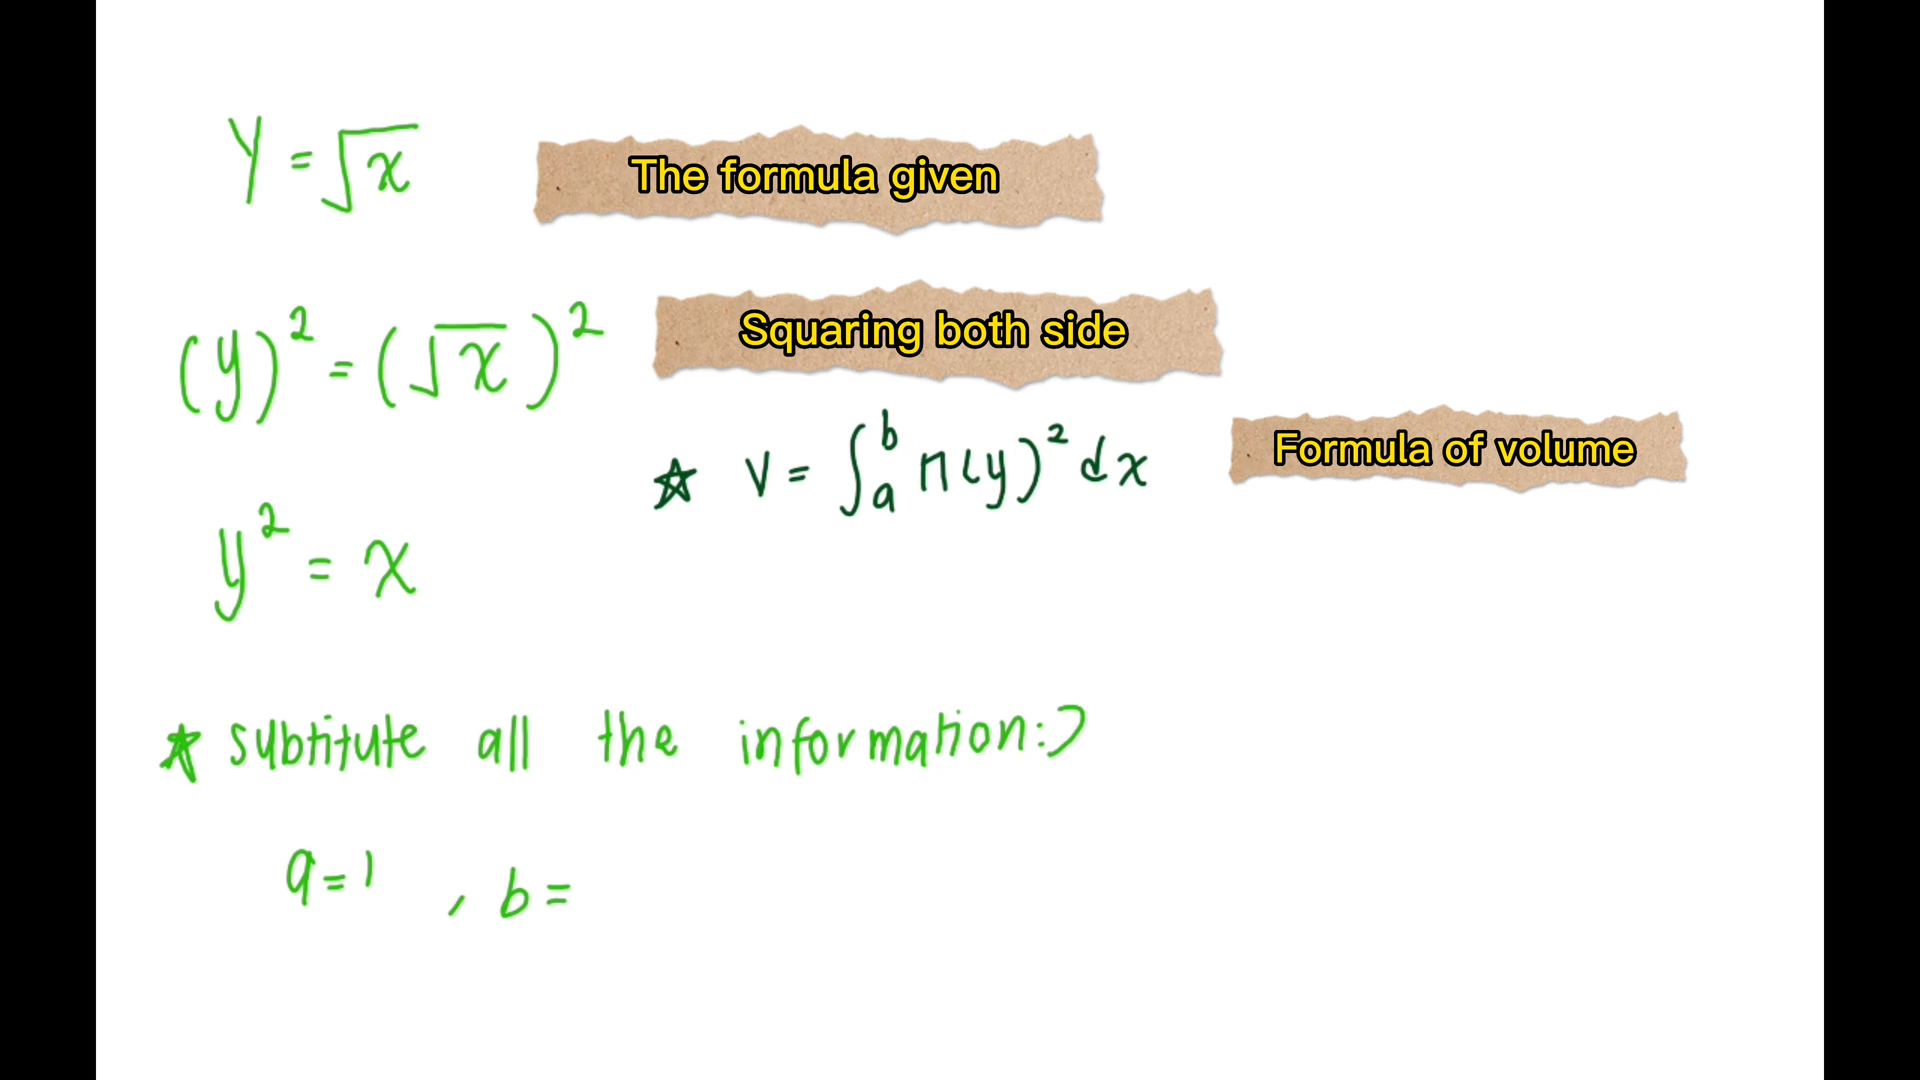 Y = √x
The formula given
(y)² = (√x)²
Squaring both side
☆ V = ∫ₐᵇ π(y)² dx
Formula of volume
y² = x
★ subtitute all the information:)
a = 1 , b =